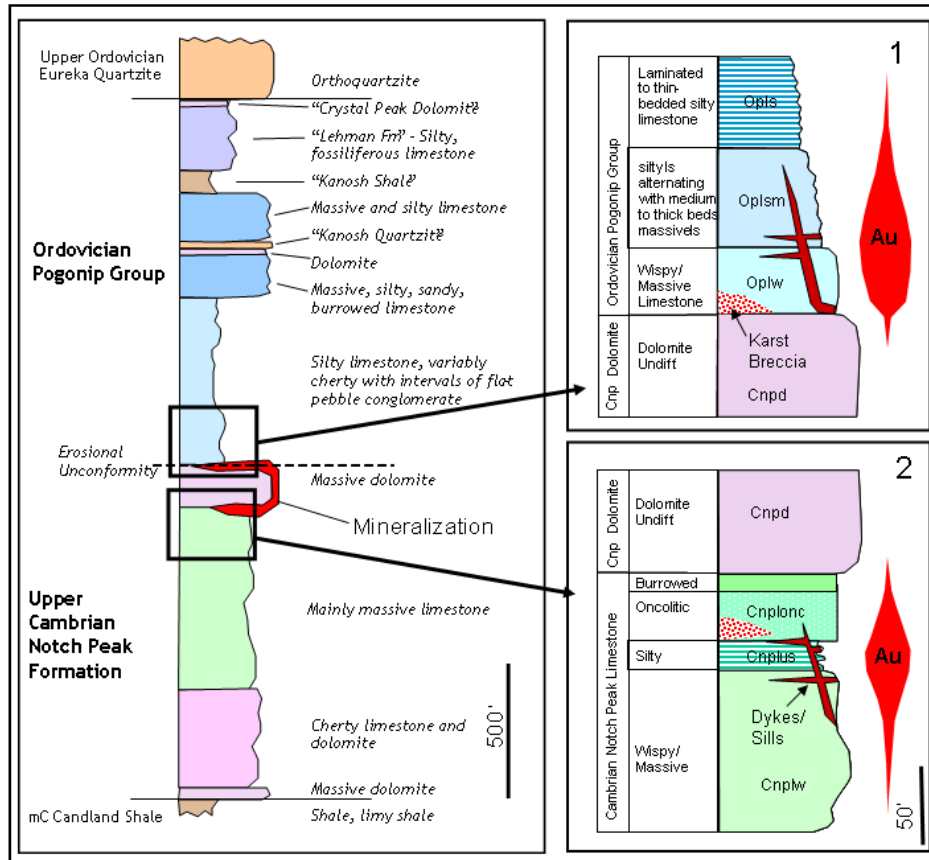 Upper Ordovician
Eureka Quartzite
Orthoquartzite
“Crystal Peak Dolomite”
“Lehman Fm” - Silty,
fossiliferous limestone
“Kanosh Shale”
Massive and silty limestone
“Kanosh Quartzite”
Dolomite
Ordovician
Pogonip Group
Massive, silty, sandy,
burrowed limestone
Silty limestone, variably
cherty with intervals of flat
pebble conglomerate
Erosional
Unconformity
Massive dolomite
Mineralization
Upper
Cambrian
Notch Peak
Formation
Mainly massive limestone
500'
Cherty limestone and
dolomite
Massive dolomite
mC Candland Shale
Shale, limy shale
1
Ordovician Pogonip Group
Laminated
to thin-
bedded silty
limestone
Opls
silty ls
alternating
with medium
to thick beds
massive ls
Oplsm
Wispy/
Massive
Limestone
Oplw
Au
Karst
Breccia
Cnp Dolomite
Dolomite
Undiff
Cnpd
2
Cnp Dolomite
Dolomite
Undiff
Cnpd
Cambrian Notch Peak Limestone
Burrowed
Oncolitic
Cnplonc
Silty
Cnplus
Au
Dykes/
Sills
Wispy/
Massive
Cnplw
50'